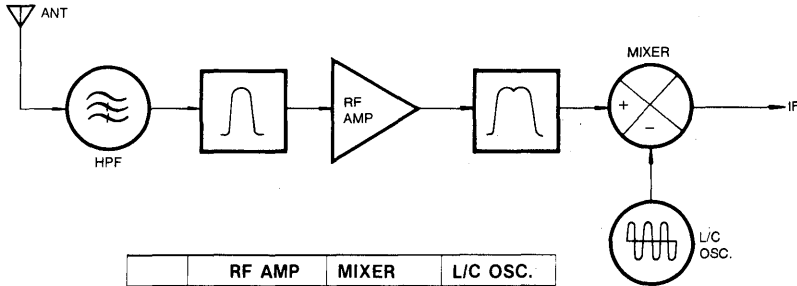 ANT
MIXER
RF
AMP
+
−
IF
HPF
L/C
OSC.
RF AMP MIXER L/C OSC.